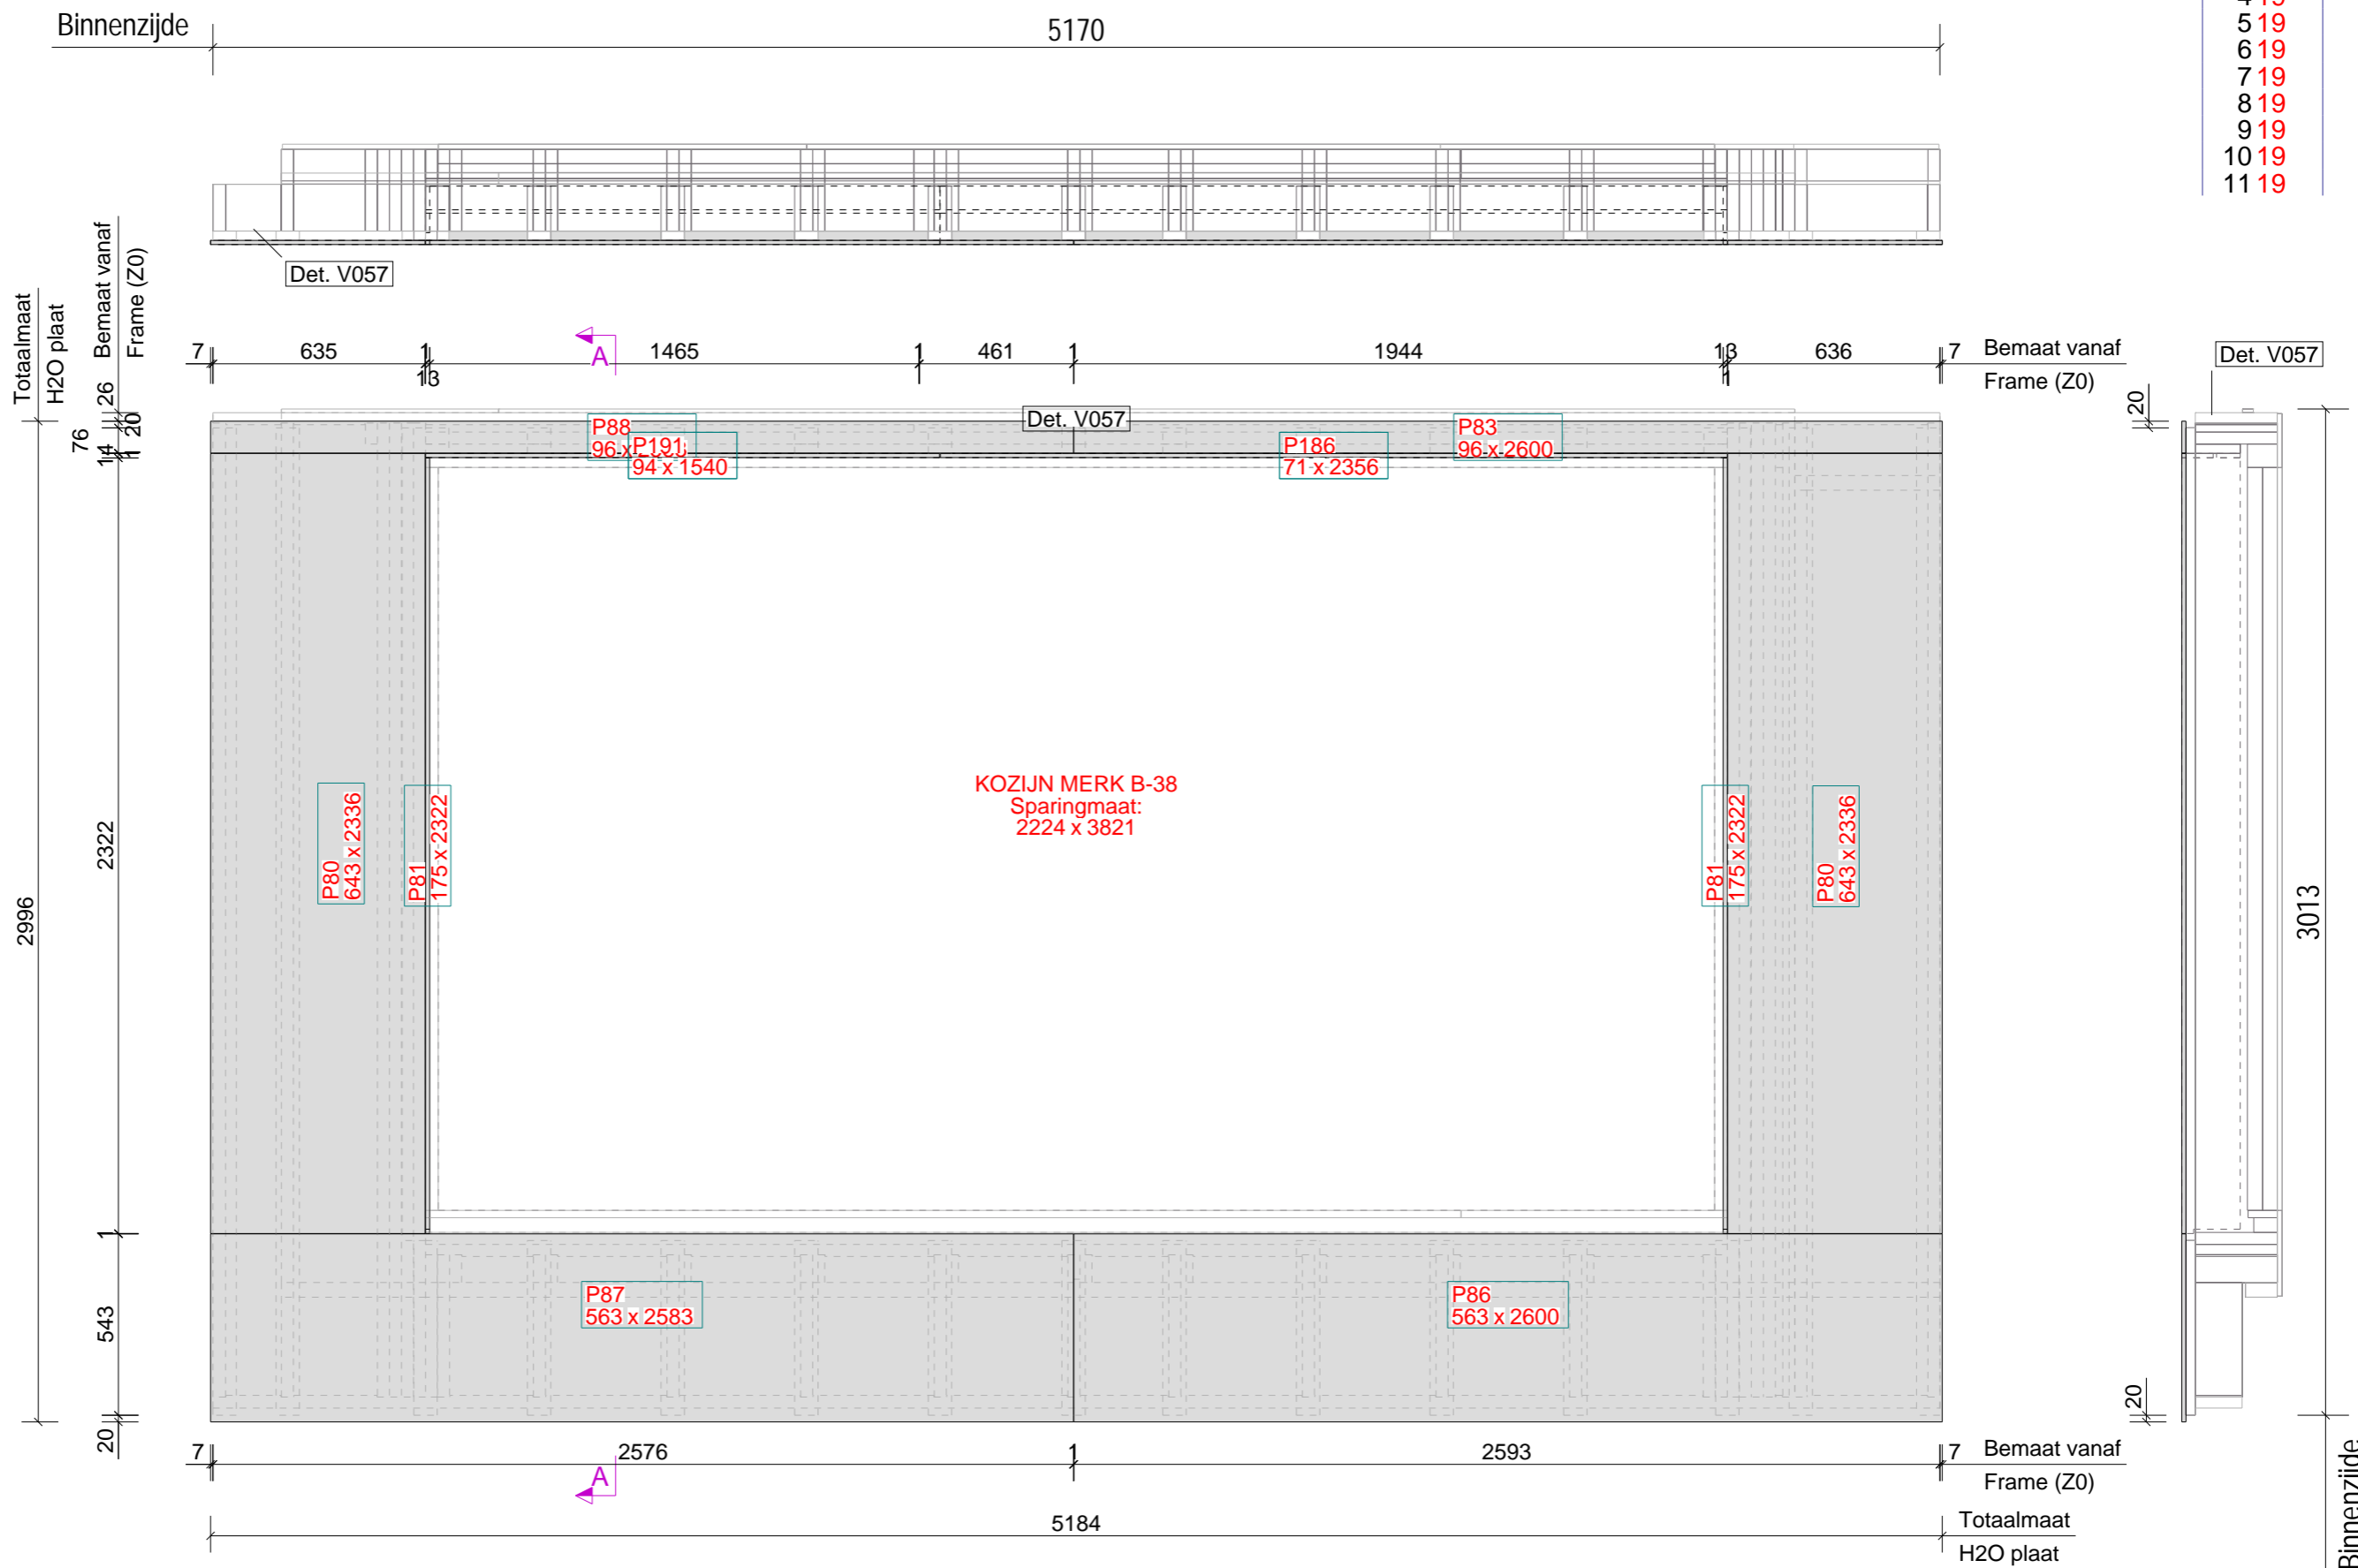 Binnenzijde
5170
4 19
5 19
6 19
7 19
8 19
9 19
10 19
11 19
Det. V057
Totaalmaat
H2O plaat
Bemaat vanaf
Frame (Z0)
7
635
1
13
A
1465
1
461
1
1944
13
1
636
7
Bemaat vanaf
Frame (Z0)
Det. V057
26
20
76
14
1
P88
P191
94 x 1540
Det. V057
P186
71 x 2356
P83
96 x 2600
20
KOZIJN MERK B-38
Sparingmaat:
2224 x 3821
P80
643 x 2336
P81
175 x 2322
P81
175 x 2322
P80
643 x 2336
2322
2996
3013
1
543
20
P87
563 x 2583
P86
563 x 2600
20
7
2576
1
2593
7
Bemaat vanaf
Frame (Z0)
A
5184
Totaalmaat
H2O plaat
Binnenzijde